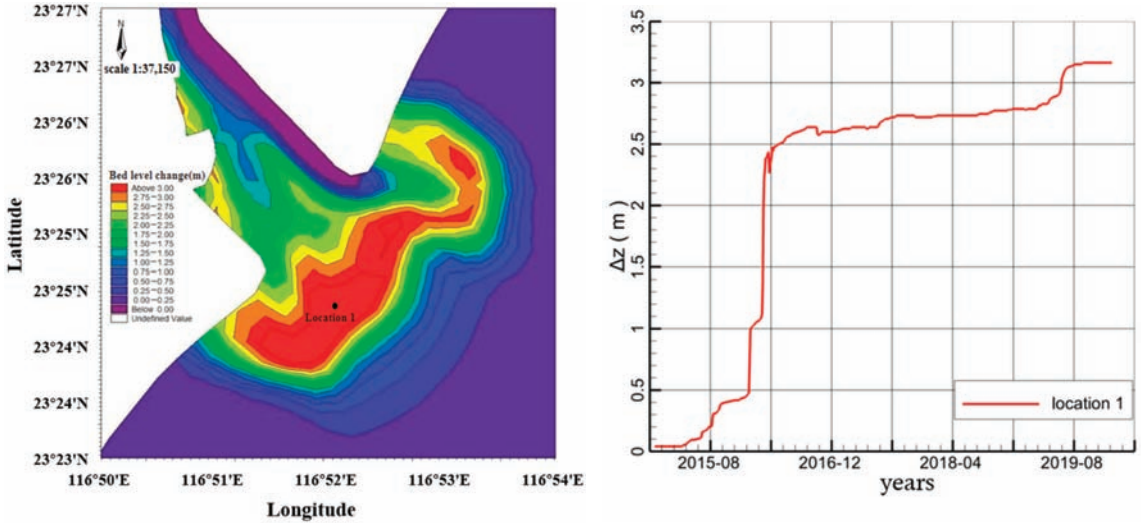 23°27'N
23°27'N
23°26'N
23°26'N
23°25'N
23°25'N
23°24'N
23°24'N
23°23'N
Latitude
N
scale 1:37,150
Bed level change(m)
Above 3.00
2.75-3.00
2.50-2.75
2.25-2.50
2.00-2.25
1.75-2.00
1.50-1.75
1.25-1.50
1.00-1.25
0.75-1.00
0.50-0.75
0.25-0.50
0.00-0.25
Below 0.00
Undefined Value
Location 1
116°50'E 116°51'E 116°52'E 116°53'E 116°54'E
Longitude
3.5
3
2.5
2
1.5
1
0.5
0
Δz ( m )
location 1
2015-08 2016-12 2018-04 2019-08
years